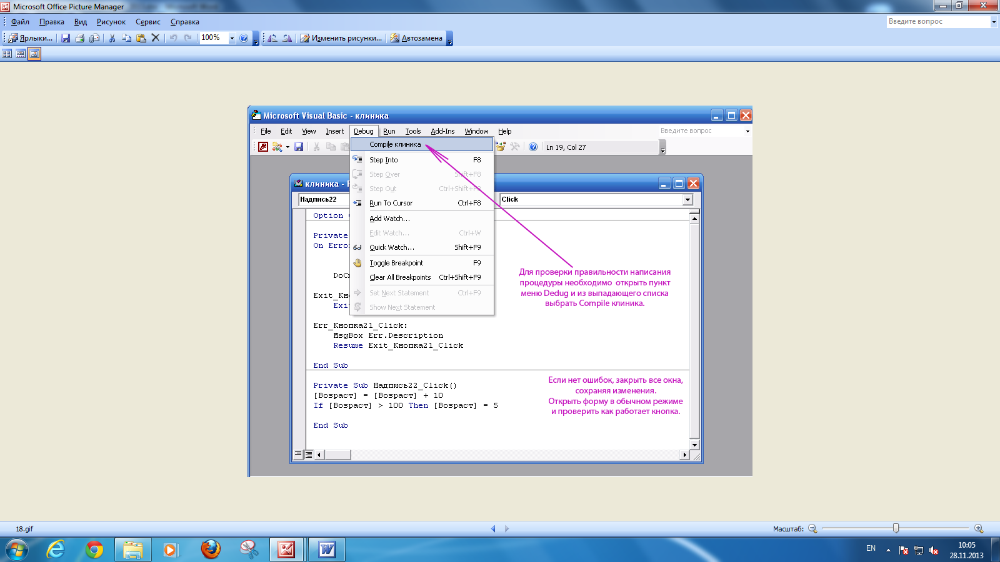 Microsoft Office Picture Manager
Файл Правка Вид Рисунок Сервис Справка
Введите вопрос
Ярлыки... 100% Изменить рисунки... Автозамена
Microsoft Visual Basic - клиника
File Edit View Insert Debug Run Tools Add-Ins Window Help
Введите вопрос
Ln 19, Col 27
Compile клиника
Step Into F8
Step Over Shift+F8
Step Out Ctrl+Shift+F8
Run To Cursor Ctrl+F8
Add Watch...
Edit Watch... Ctrl+W
Quick Watch... Shift+F9
Toggle Breakpoint F9
Clear All Breakpoints Ctrl+Shift+F9
Set Next Statement Ctrl+F9
Show Next Statement
клиника -
Надпись22 Click
Option
Private
On Erro
DoC
Exit_Кн
Exi
Err_Кнопка21_Click:
MsgBox Err.Description
Resume Exit_Кнопка21_Click
End Sub
Private Sub Надпись22_Click()
[Возраст] = [Возраст] + 10
If [Возраст] > 100 Then [Возраст] = 5
End Sub
Для проверки правильности написания
процедуры необходимо открыть пункт
меню Dedug и из выпадающего списка
выбрать Compile клиника.
Если нет ошибок, закрыть все окна,
сохраняя изменения.
Открыть форму в обычном режиме
и проверить как работает кнопка.
18.gif
Масштаб:
EN
10:05
28.11.2013